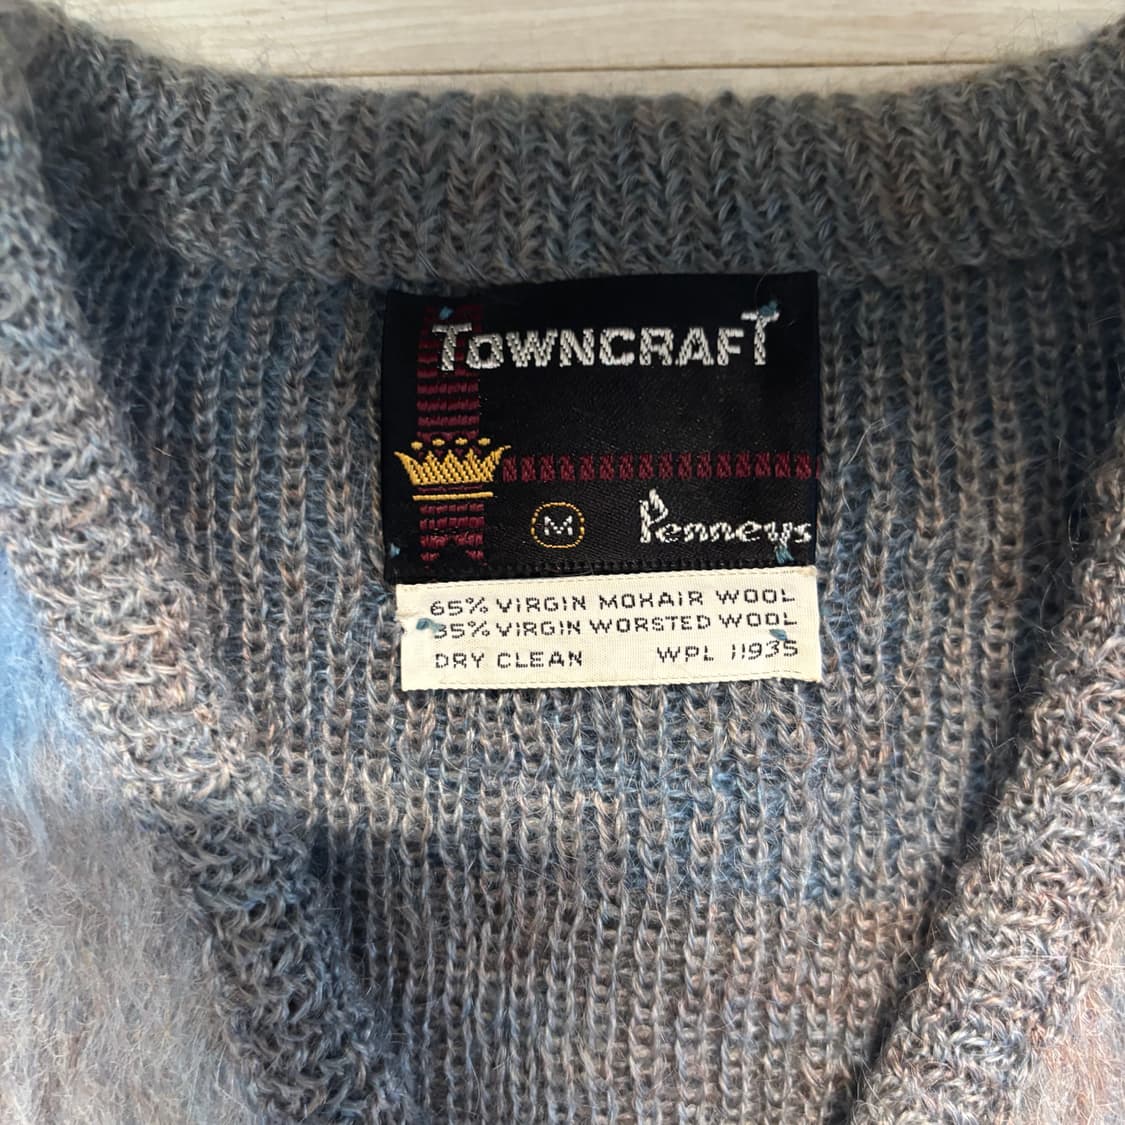 TOWNCRAFT
M
Penneys
65% VIRGIN MOHAIR WOOL
35% VIRGIN WORSTED WOOL
DRY CLEAN WPL 11935